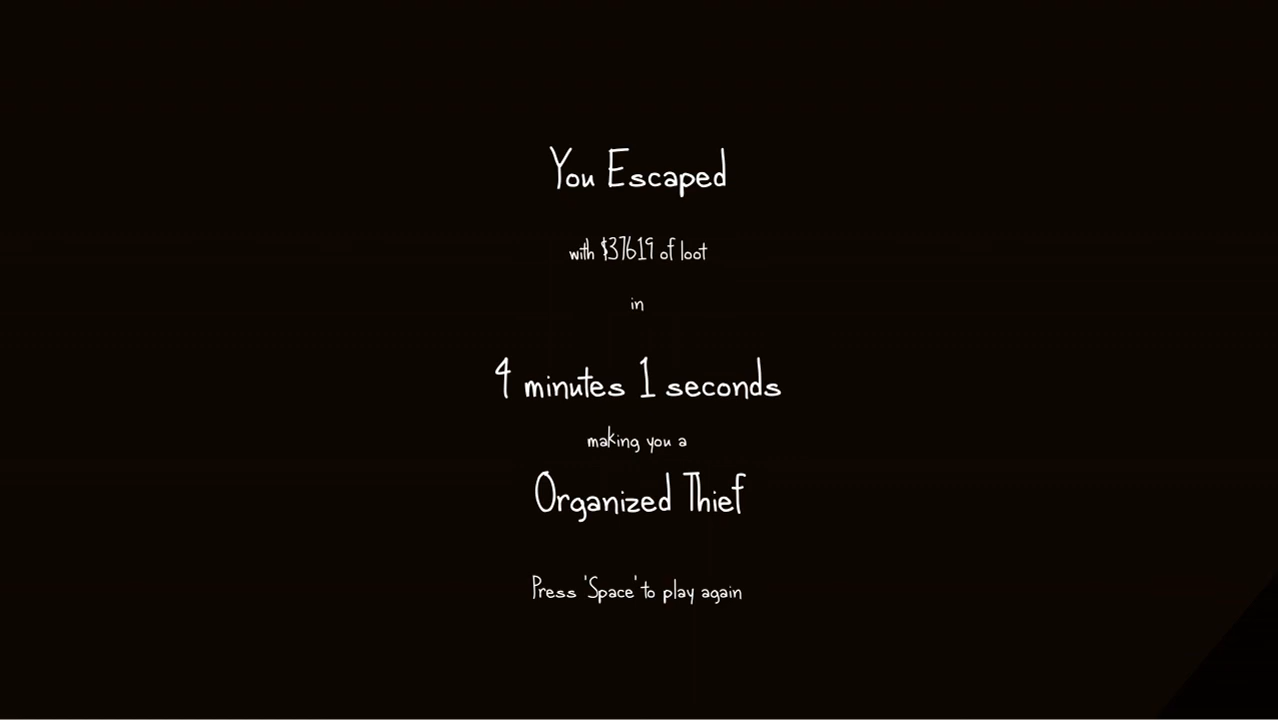 You Escaped
with $37619 of loot
in
4 minutes 1 seconds
making you a
Organized Thief
Press 'Space' to play again